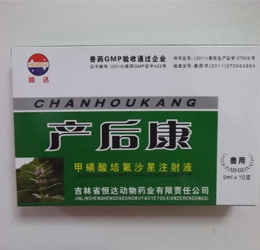 恒达
兽药GMP验收通过企业
CHANHOUKANG
产后康
甲磺酸培氟沙星注射液
兽用
5ml×10支
吉林省恒达动物药业有限责任公司
JILINSHENGHENGDADONGWUYAOYEYOUXIANZERENGONGSI